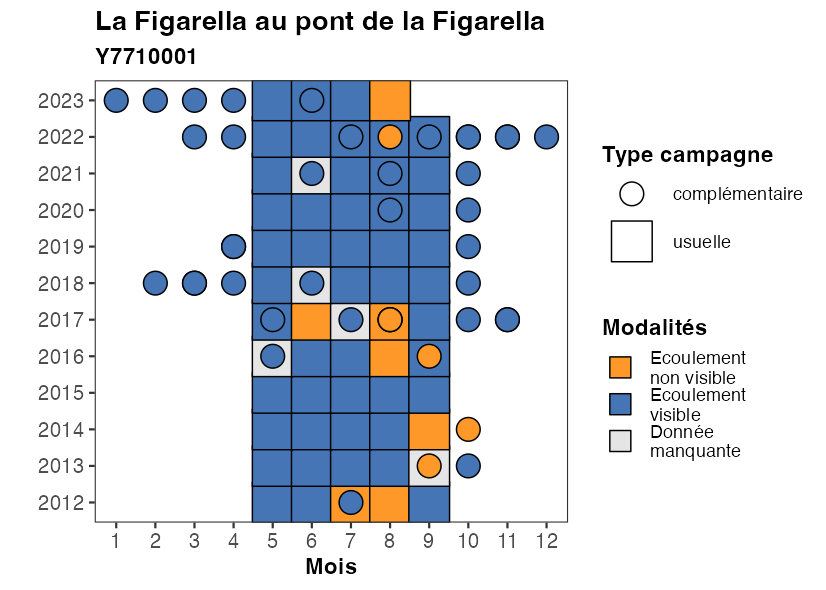 La Figarella au pont de la Figarella
Y7710001
2023
2022
2021
2020
2019
2018
2017
2016
2015
2014
2013
2012
1 2 3 4 5 6 7 8 9 10 11 12
Mois
Type campagne
complémentaire
usuelle
Modalités
Ecoulement
non visible
Ecoulement
visible
Donnée
manquante